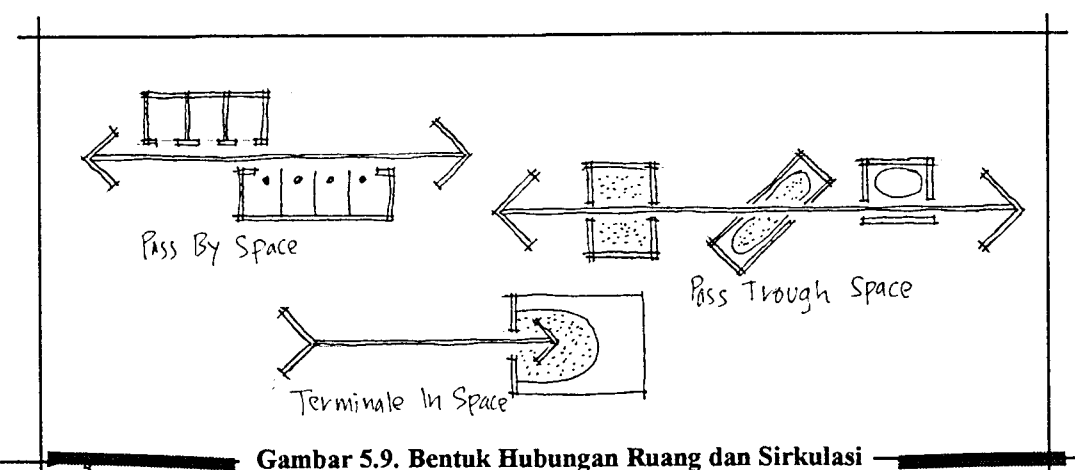 Pass By Space
Pass Trough Space
Terminale In Space
Gambar 5.9. Bentuk Hubungan Ruang dan Sirkulasi